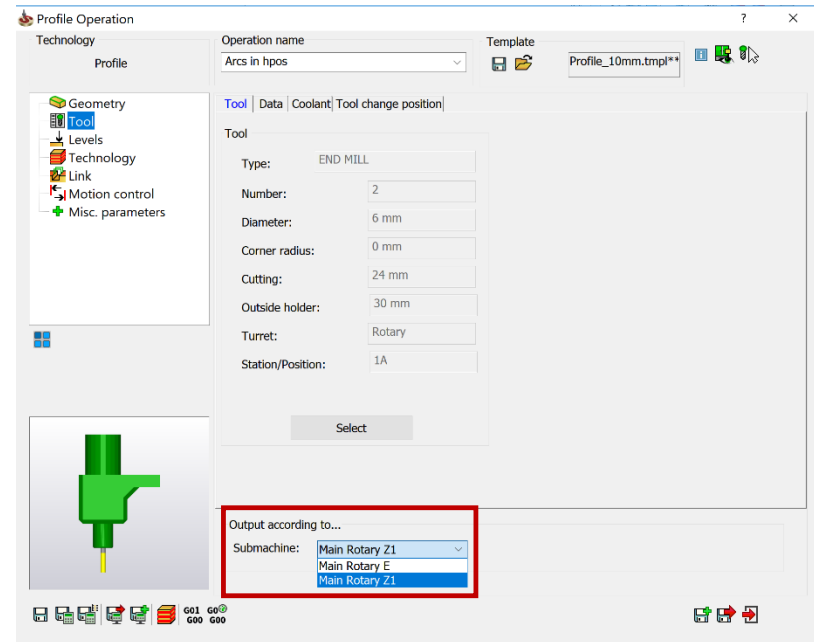 Profile Operation
? ×
Technology
Profile
Operation name
Arcs in hpos
Template
Profile_10mm.tmpl**
Geometry
Tool
Levels
Technology
Link
Motion control
Misc. parameters
Tool Data Coolant Tool change position
Tool
Type: END MILL
Number: 2
Diameter: 6 mm
Corner radius: 0 mm
Cutting: 24 mm
Outside holder: 30 mm
Turret: Rotary
Station/Position: 1A
Select
Output according to...
Submachine: Main Rotary Z1
Main Rotary E
Main Rotary Z1
G01 G0
G00 G00